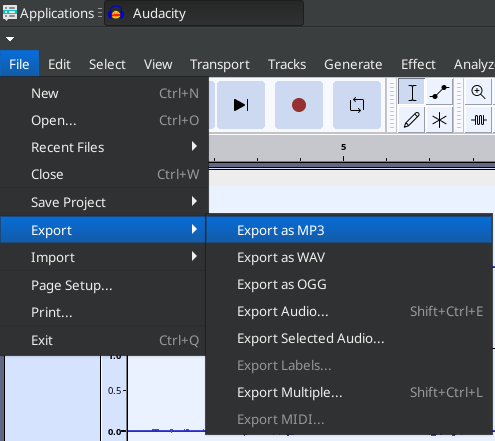 Applications
Audacity
File Edit Select View Transport Tracks Generate Effect Analyz
New Ctrl+N
Open... Ctrl+O
Recent Files
Close Ctrl+W
Save Project
Export
Import
Page Setup...
Print...
Exit Ctrl+Q
5
Export as MP3
Export as WAV
Export as OGG
Export Audio... Shift+Ctrl+E
Export Selected Audio...
Export Labels...
Export Multiple... Shift+Ctrl+L
Export MIDI...
1.0
0.5
0.0